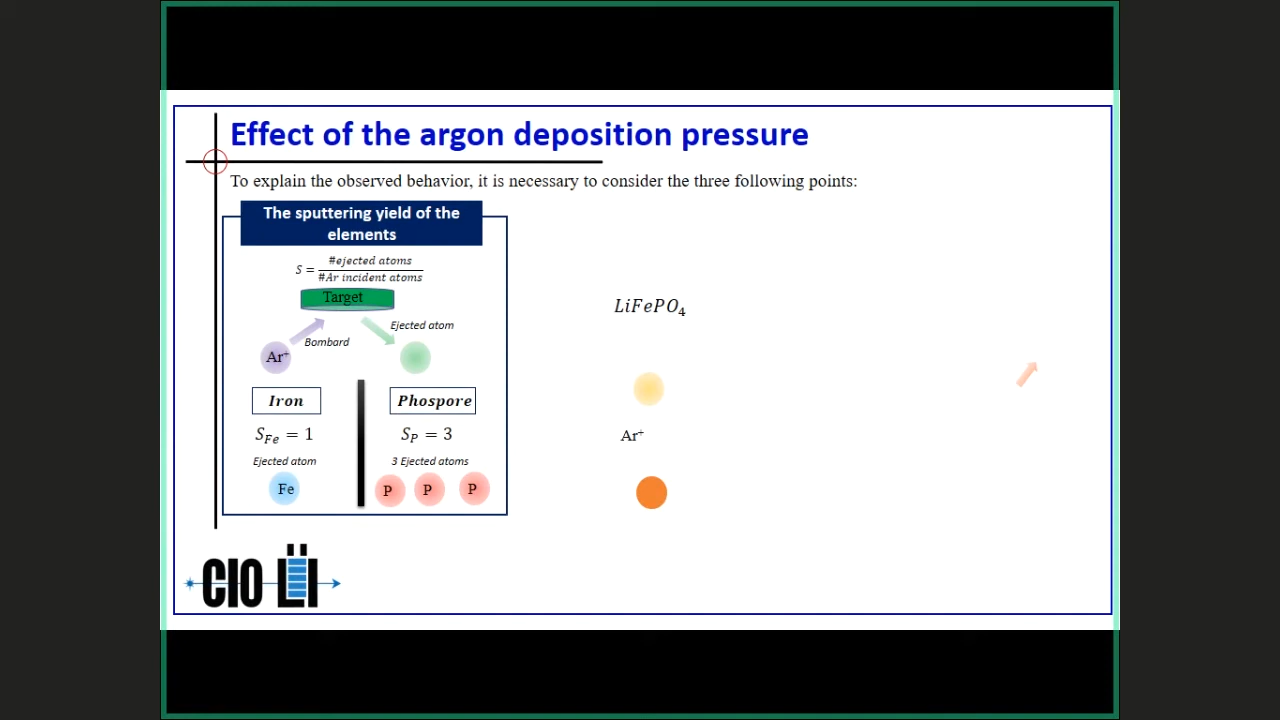 Effect of the argon deposition pressure
To explain the observed behavior, it is necessary to consider the three following points:
The sputtering yield of the
elements
S = #ejected atoms / #Ar incident atoms
Target
Ejected atom
Bombard
Ar⁺
Iron
Phospore
S_Fe = 1
S_P = 3
Ejected atom
3 Ejected atoms
Fe
P P P
LiFePO₄
Ar⁺
CIO LI